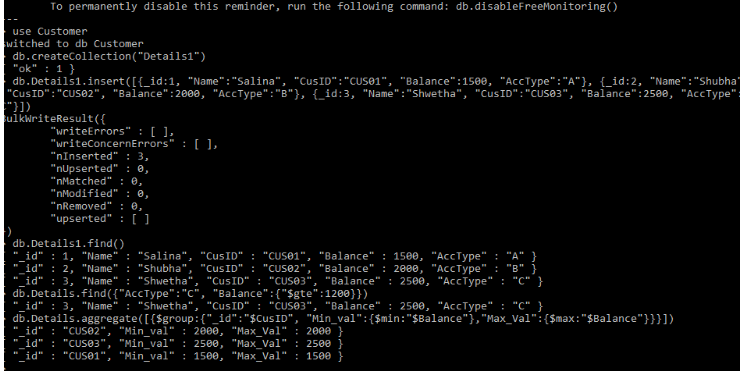 To permanently disable this reminder, run the following command: db.disableFreeMonitoring()
---
> use Customer
switched to db Customer
> db.createCollection("Details1")
{ "ok" : 1 }
> db.Details1.insert([{_id:1, "Name":"Salina", "CusID":"CUS01", "Balance":1500, "AccType":"A"}, {_id:2, "Name":"Shubha"
"CusID":"CUS02", "Balance":2000, "AccType":"B"}, {_id:3, "Name":"Shwetha", "CusID":"CUS03", "Balance":2500, "AccType":
C"}])
BulkWriteResult({
"writeErrors" : [ ],
"writeConcernErrors" : [ ],
"nInserted" : 3,
"nUpserted" : 0,
"nMatched" : 0,
"nModified" : 0,
"nRemoved" : 0,
"upserted" : [ ]
})
> db.Details1.find()
{ "_id" : 1, "Name" : "Salina", "CusID" : "CUS01", "Balance" : 1500, "AccType" : "A" }
{ "_id" : 2, "Name" : "Shubha", "CusID" : "CUS02", "Balance" : 2000, "AccType" : "B" }
{ "_id" : 3, "Name" : "Shwetha", "CusID" : "CUS03", "Balance" : 2500, "AccType" : "C" }
> db.Details.find({"AccType":"C", "Balance":{"$gte":1200}})
{ "_id" : 3, "Name" : "Shwetha", "CusID" : "CUS03", "Balance" : 2500, "AccType" : "C" }
> db.Details.aggregate([{$group:{"_id":"$CusID", "Min_val":{$min:"$Balance"},"Max_Val":{$max:"$Balance"}}}])
{ "_id" : "CUS02", "Min_val" : 2000, "Max_Val" : 2000 }
{ "_id" : "CUS03", "Min_val" : 2500, "Max_Val" : 2500 }
{ "_id" : "CUS01", "Min_val" : 1500, "Max_Val" : 1500 }